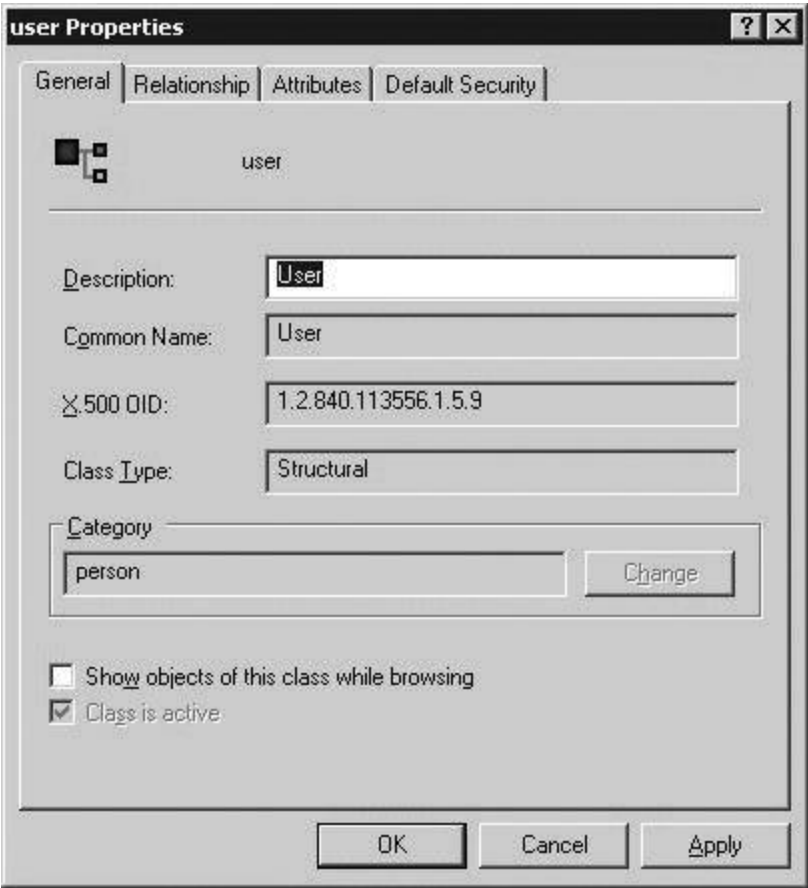 user Properties
General Relationship Attributes Default Security
user
Description: User
Common Name: User
X.500 OID: 1.2.840.113556.1.5.9
Class Type: Structural
Category
person Change
Show objects of this class while browsing
Class is active
OK Cancel Apply